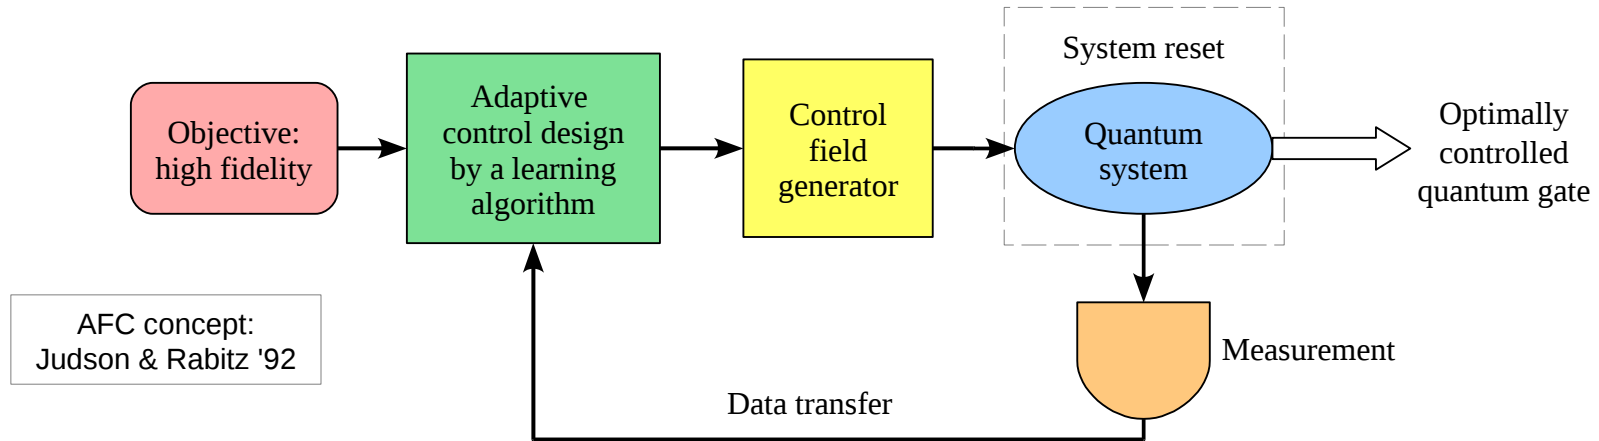 Objective:
high fidelity
Adaptive
control design
by a learning
algorithm
Control
field
generator
System reset
Quantum
system
Optimally
controlled
quantum gate
AFC concept:
Judson & Rabitz '92
Measurement
Data transfer